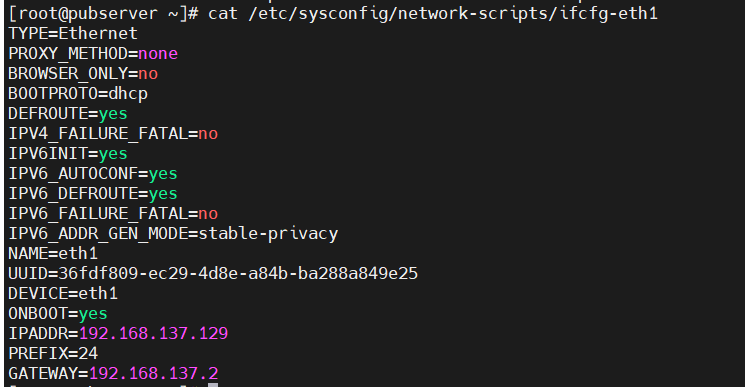 [root@pubserver ~]# cat /etc/sysconfig/network-scripts/ifcfg-eth1
TYPE=Ethernet
PROXY_METHOD=none
BROWSER_ONLY=no
BOOTPROTO=dhcp
DEFROUTE=yes
IPV4_FAILURE_FATAL=no
IPV6INIT=yes
IPV6_AUTOCONF=yes
IPV6_DEFROUTE=yes
IPV6_FAILURE_FATAL=no
IPV6_ADDR_GEN_MODE=stable-privacy
NAME=eth1
UUID=36fdf809-ec29-4d8e-a84b-ba288a849e25
DEVICE=eth1
ONBOOT=yes
IPADDR=192.168.137.129
PREFIX=24
GATEWAY=192.168.137.2